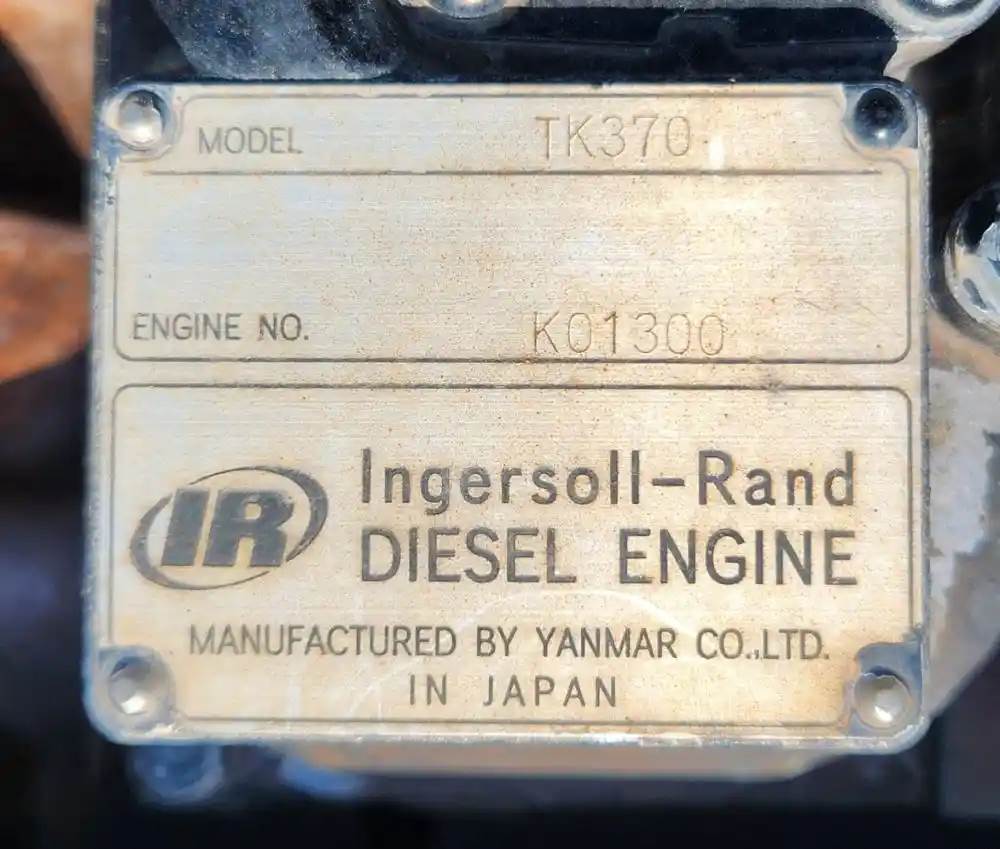 MODEL TK370
ENGINE NO. K01300
IR Ingersoll-Rand
DIESEL ENGINE
MANUFACTURED BY YANMAR CO.,LTD.
IN JAPAN